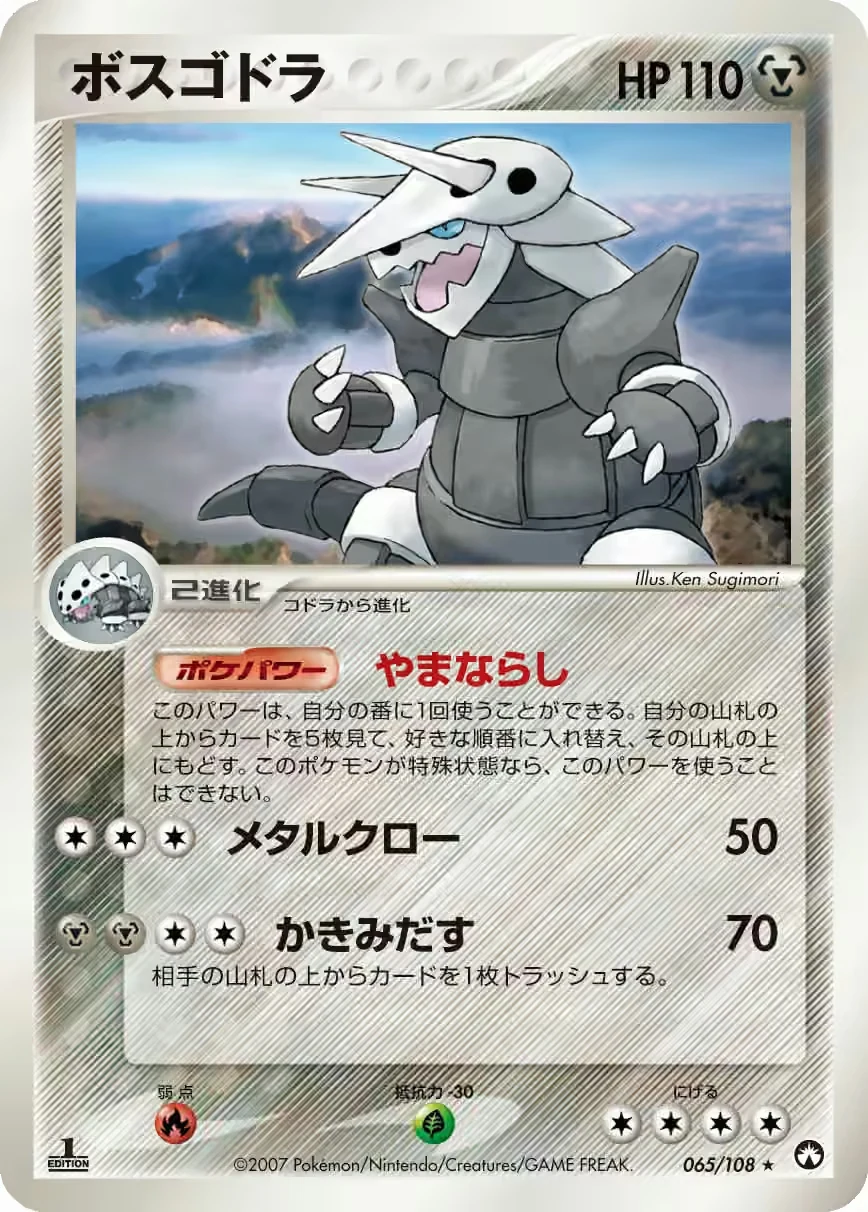 ボスゴドラ HP 110
Illus. Ken Sugimori
2進化 コドラから進化
ポケパワー やまならし
このパワーは、自分の番に1回使うことができる。自分の山札の
上からカードを5枚見て、好きな順番に入れ替え、その山札の上
にもどす。このポケモンが特殊状態なら、このパワーを使うこと
はできない。
メタルクロー 50
かきみだす 70
相手の山札の上からカードを1枚トラッシュする。
弱点 抵抗力 -30 にげる
1 EDITION ©2007 Pokémon/Nintendo/Creatures/GAME FREAK. 065/108 ★